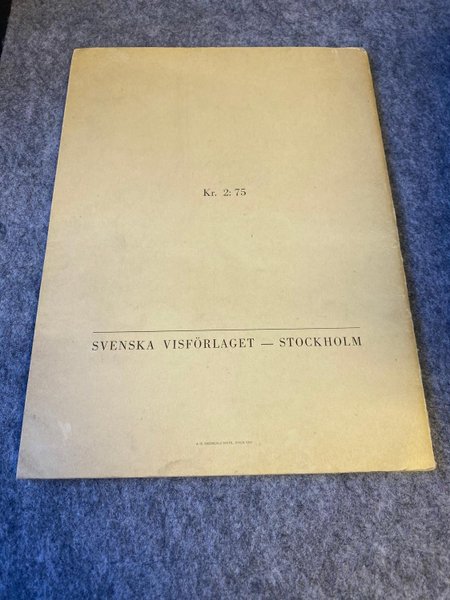 Kr. 2: 75
SVENSKA VISFÖRLAGET — STOCKHOLM